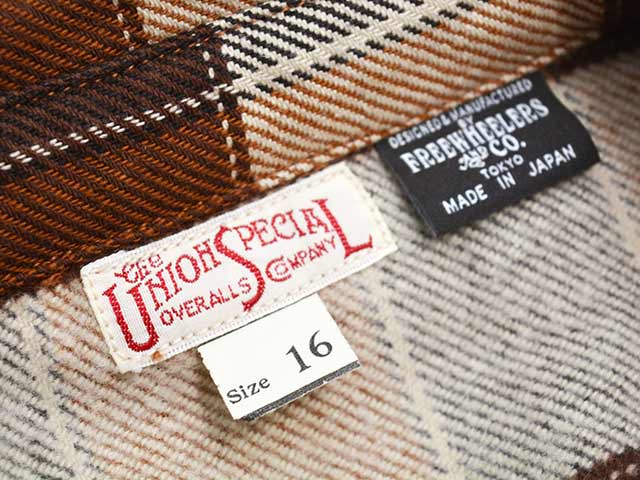 The
UNION SPECIAL
OVERALLS COMPANY
Size 16
DESIGNED & MANUFACTURED
BY
FREEWHEELERS
AND CO.
TOKYO
MADE IN JAPAN